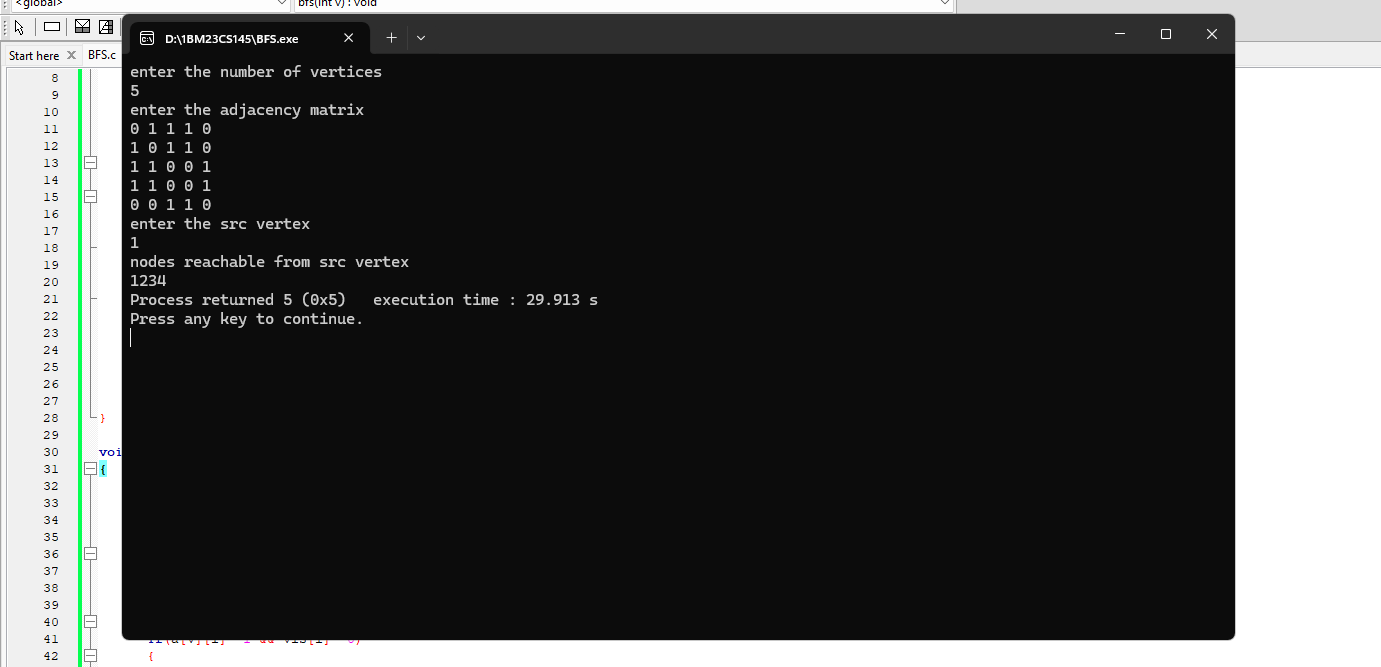 <global>
bfs(int v) : void
D:\1BM23CS145\BFS.exe
Start here
BFS.c
enter the number of vertices
5
enter the adjacency matrix
0 1 1 1 0
1 0 1 1 0
1 1 0 0 1
1 1 0 0 1
0 0 1 1 0
enter the src vertex
1
nodes reachable from src vertex
1234
Process returned 5 (0x5)   execution time : 29.913 s
Press any key to continue.
8
9
10
11
12
13
14
15
16
17
18
19
20
21
22
23
24
25
26
27
28 }
29
30 voi
31 {
32
33
34
35
36
37
38
39
40
41
42 {